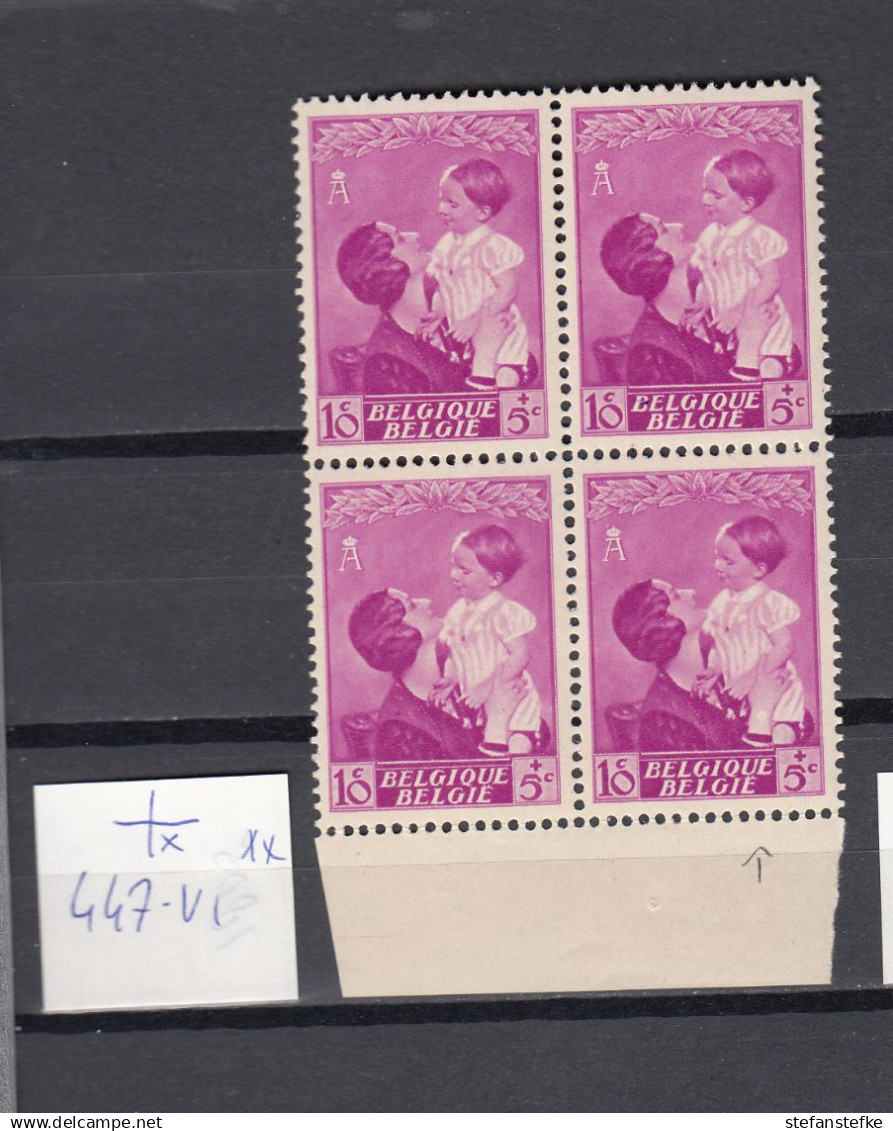 A
A
10c BELGIQUE BELGIË + 5c
10c BELGIQUE BELGIË + 5c
A
A
10c BELGIQUE BELGIË + 5c
10c BELGIQUE BELGIË + 5c
x xx
447-V1
delcampe.net
stefanstefke